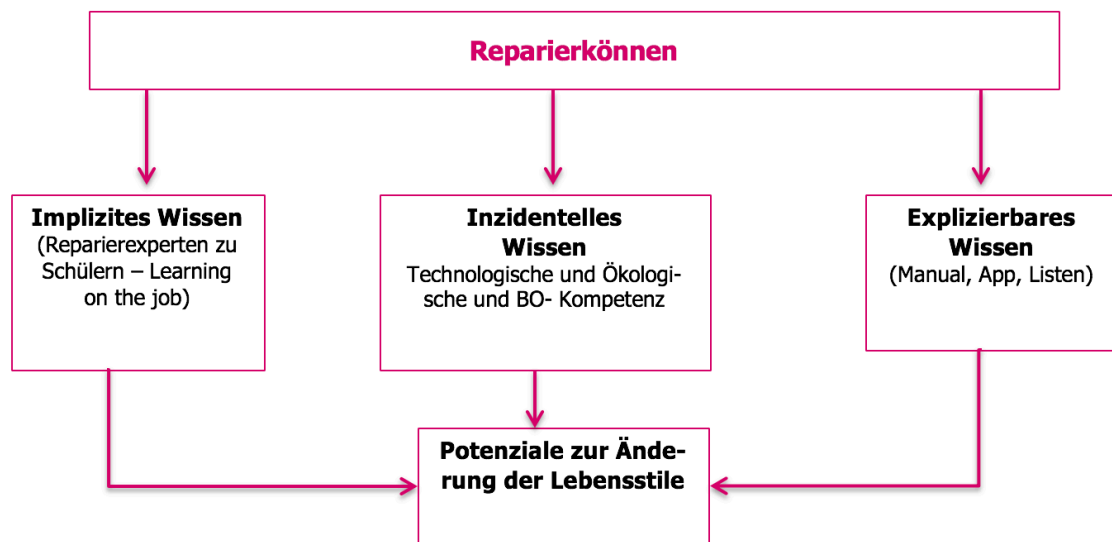 Reparierkönnen
Implizites Wissen
(Reparierexperten zu
Schülern – Learning
on the job)
Inzidentelles
Wissen
Technologische und Ökologi-
sche und BO- Kompetenz
Explizierbares
Wissen
(Manual, App, Listen)
Potenziale zur Ände-
rung der Lebensstile